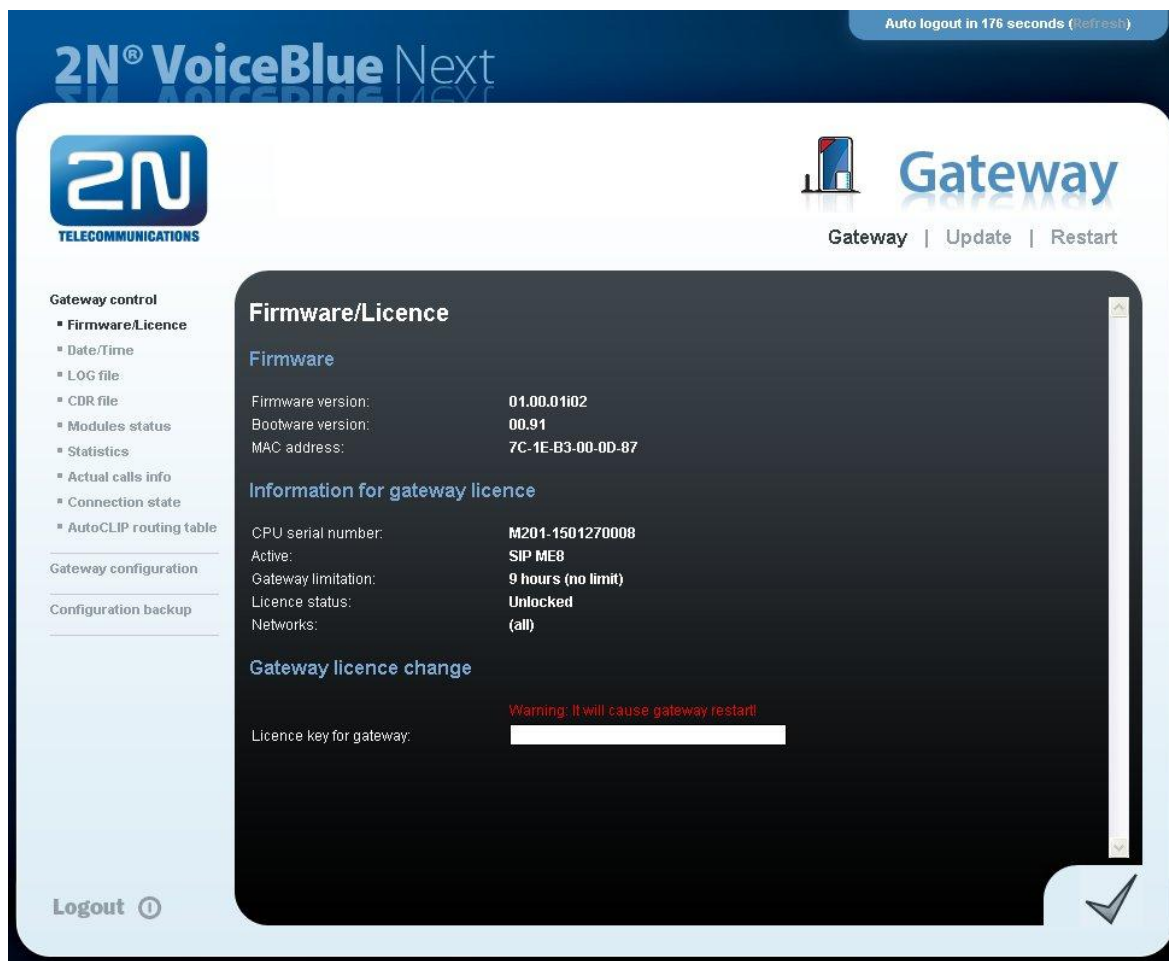 Auto logout in 176 seconds (Refresh)
2N® VoiceBlue Next
2N
TELECOMMUNICATIONS
Gateway
Gateway | Update | Restart
Gateway control
Firmware/Licence
Date/Time
LOG file
CDR file
Modules status
Statistics
Actual calls info
Connection state
AutoCLIP routing table
Gateway configuration
Configuration backup
Logout
Firmware/Licence
Firmware
Firmware version: 01.00.01i02
Bootware version: 00.91
MAC address: 7C-1E-B3-00-0D-87
Information for gateway licence
CPU serial number: M201-1501270008
Active: SIP ME8
Gateway limitation: 9 hours (no limit)
Licence status: Unlocked
Networks: (all)
Gateway licence change
Warning: It will cause gateway restart!
Licence key for gateway: